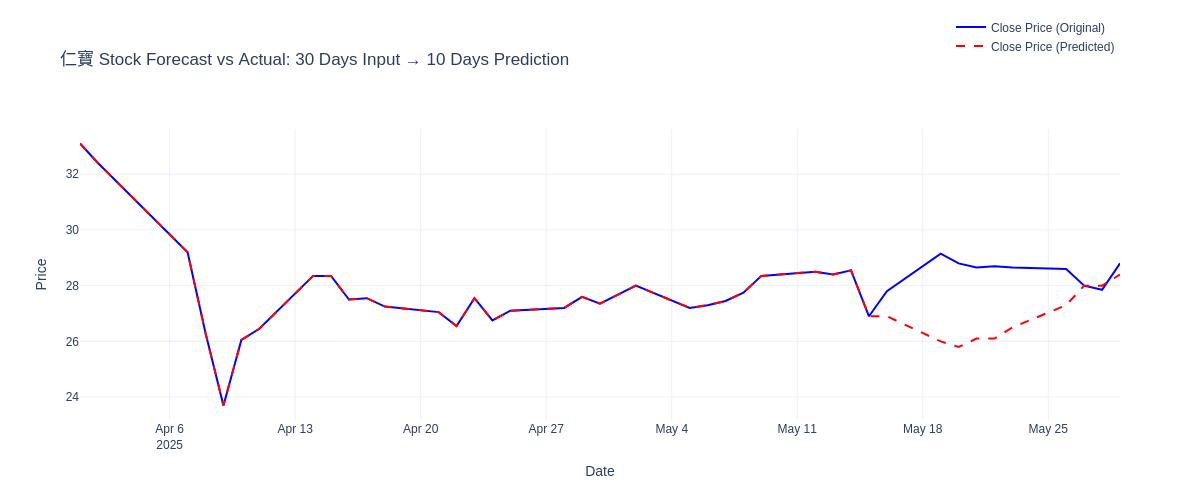 Close Price (Original)
Close Price (Predicted)
仁寶 Stock Forecast vs Actual: 30 Days Input → 10 Days Prediction
Price
32
30
28
26
24
Apr 6
2025
Apr 13
Apr 20
Apr 27
May 4
May 11
May 18
May 25
Date